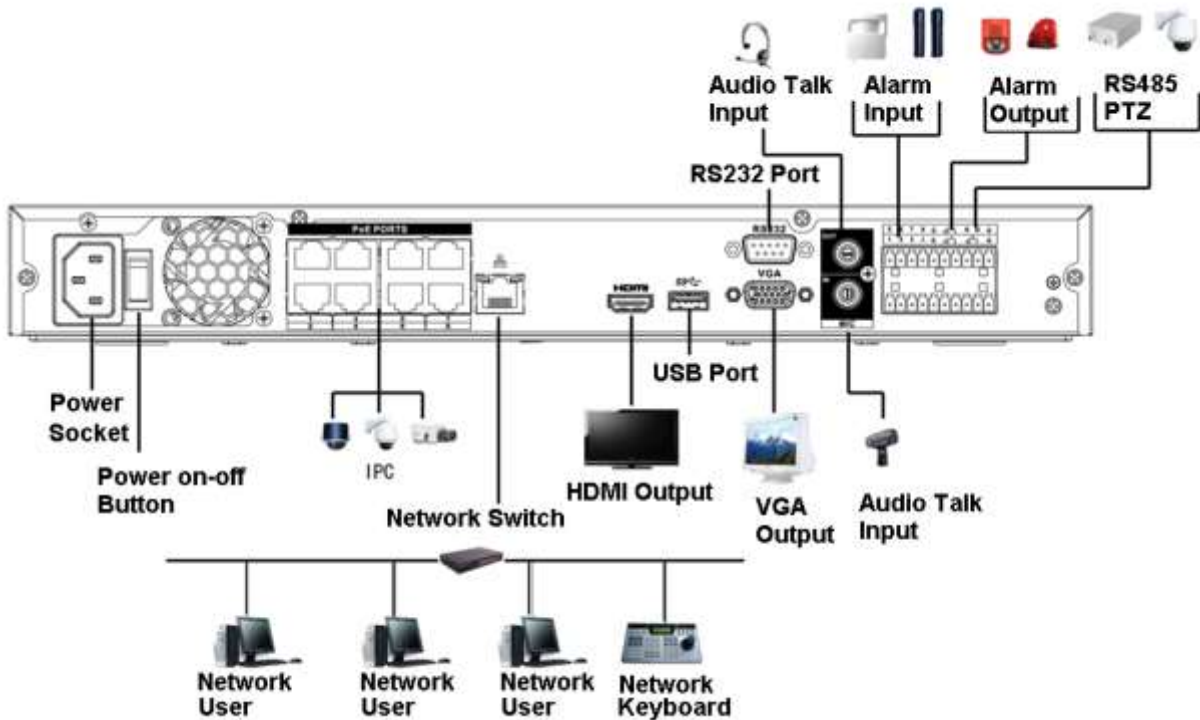 Audio Talk
Input
Alarm
Input
Alarm
Output
RS485
PTZ
RS232 Port
PoE PORTS
RS232
VGA
HDMI
MIC
Power
Socket
Power on-off
Button
IPC
Network Switch
HDMI Output
USB Port
VGA
Output
Audio Talk
Input
Network
User
Network
User
Network
User
Network
Keyboard